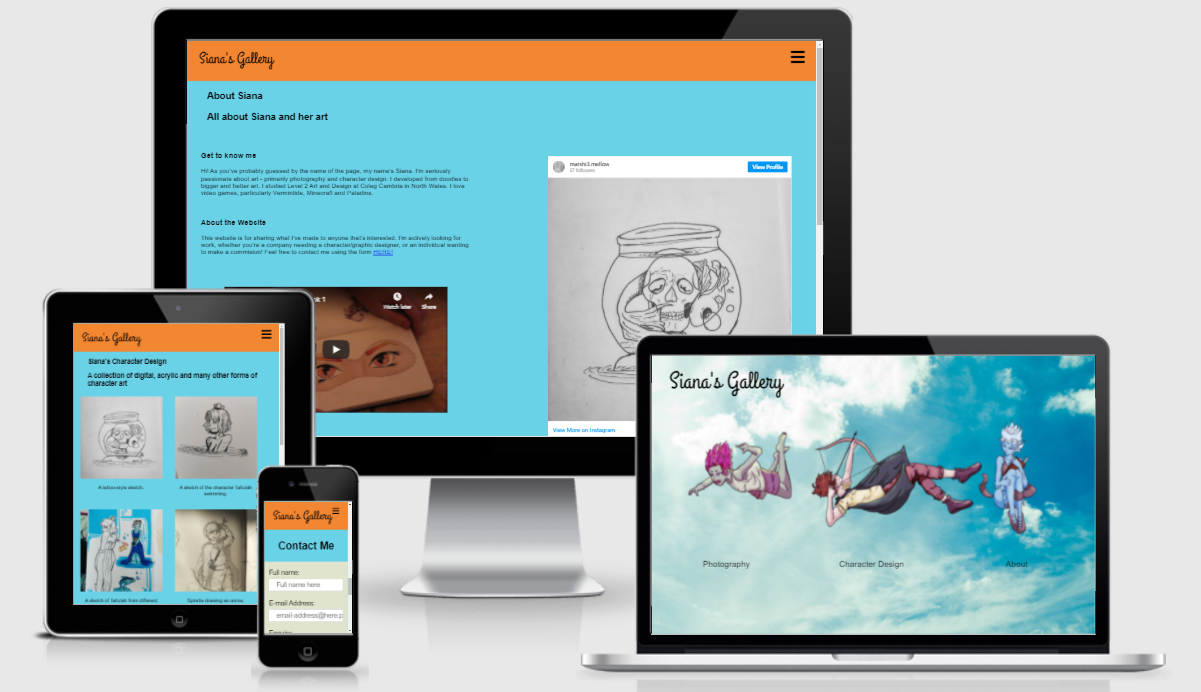 Siana's Gallery
About Siana
All about Siana and her art
Get to know me
Hi! As you've probably guessed by the name of the page, my name's Siana. I'm seriously
passionate about art - primarily photography and character design. I developed from doodles to
bigger and better art. I studied Level 2 Art and Design at Coleg Cambria in North Wales. I love
video games, particularly Vermintide, Minecraft and Paladins.
About the Website
This website is for sharing what I've made to anyone that's interested. I'm actively looking for
work, whether you're a company needing a character/graphic designer, or an individual wanting
to make a commision! Feel free to contact me using the form HERE!
Watch later
Share
marshi3.mellow
View Profile
followers
View More on Instagram
Siana's Gallery
Siana's Character Design
A collection of digital, acrylic and many other forms of
character art
A tattoo-style sketch.
A sketch of the character
swimming.
A sketch of from different
Spindle drawing an arrow.
Siana's Gallery
Contact Me
Full name:
Full name here
E-mail Address:
email-address@here.p
Siana's Gallery
Photography
Character Design
About